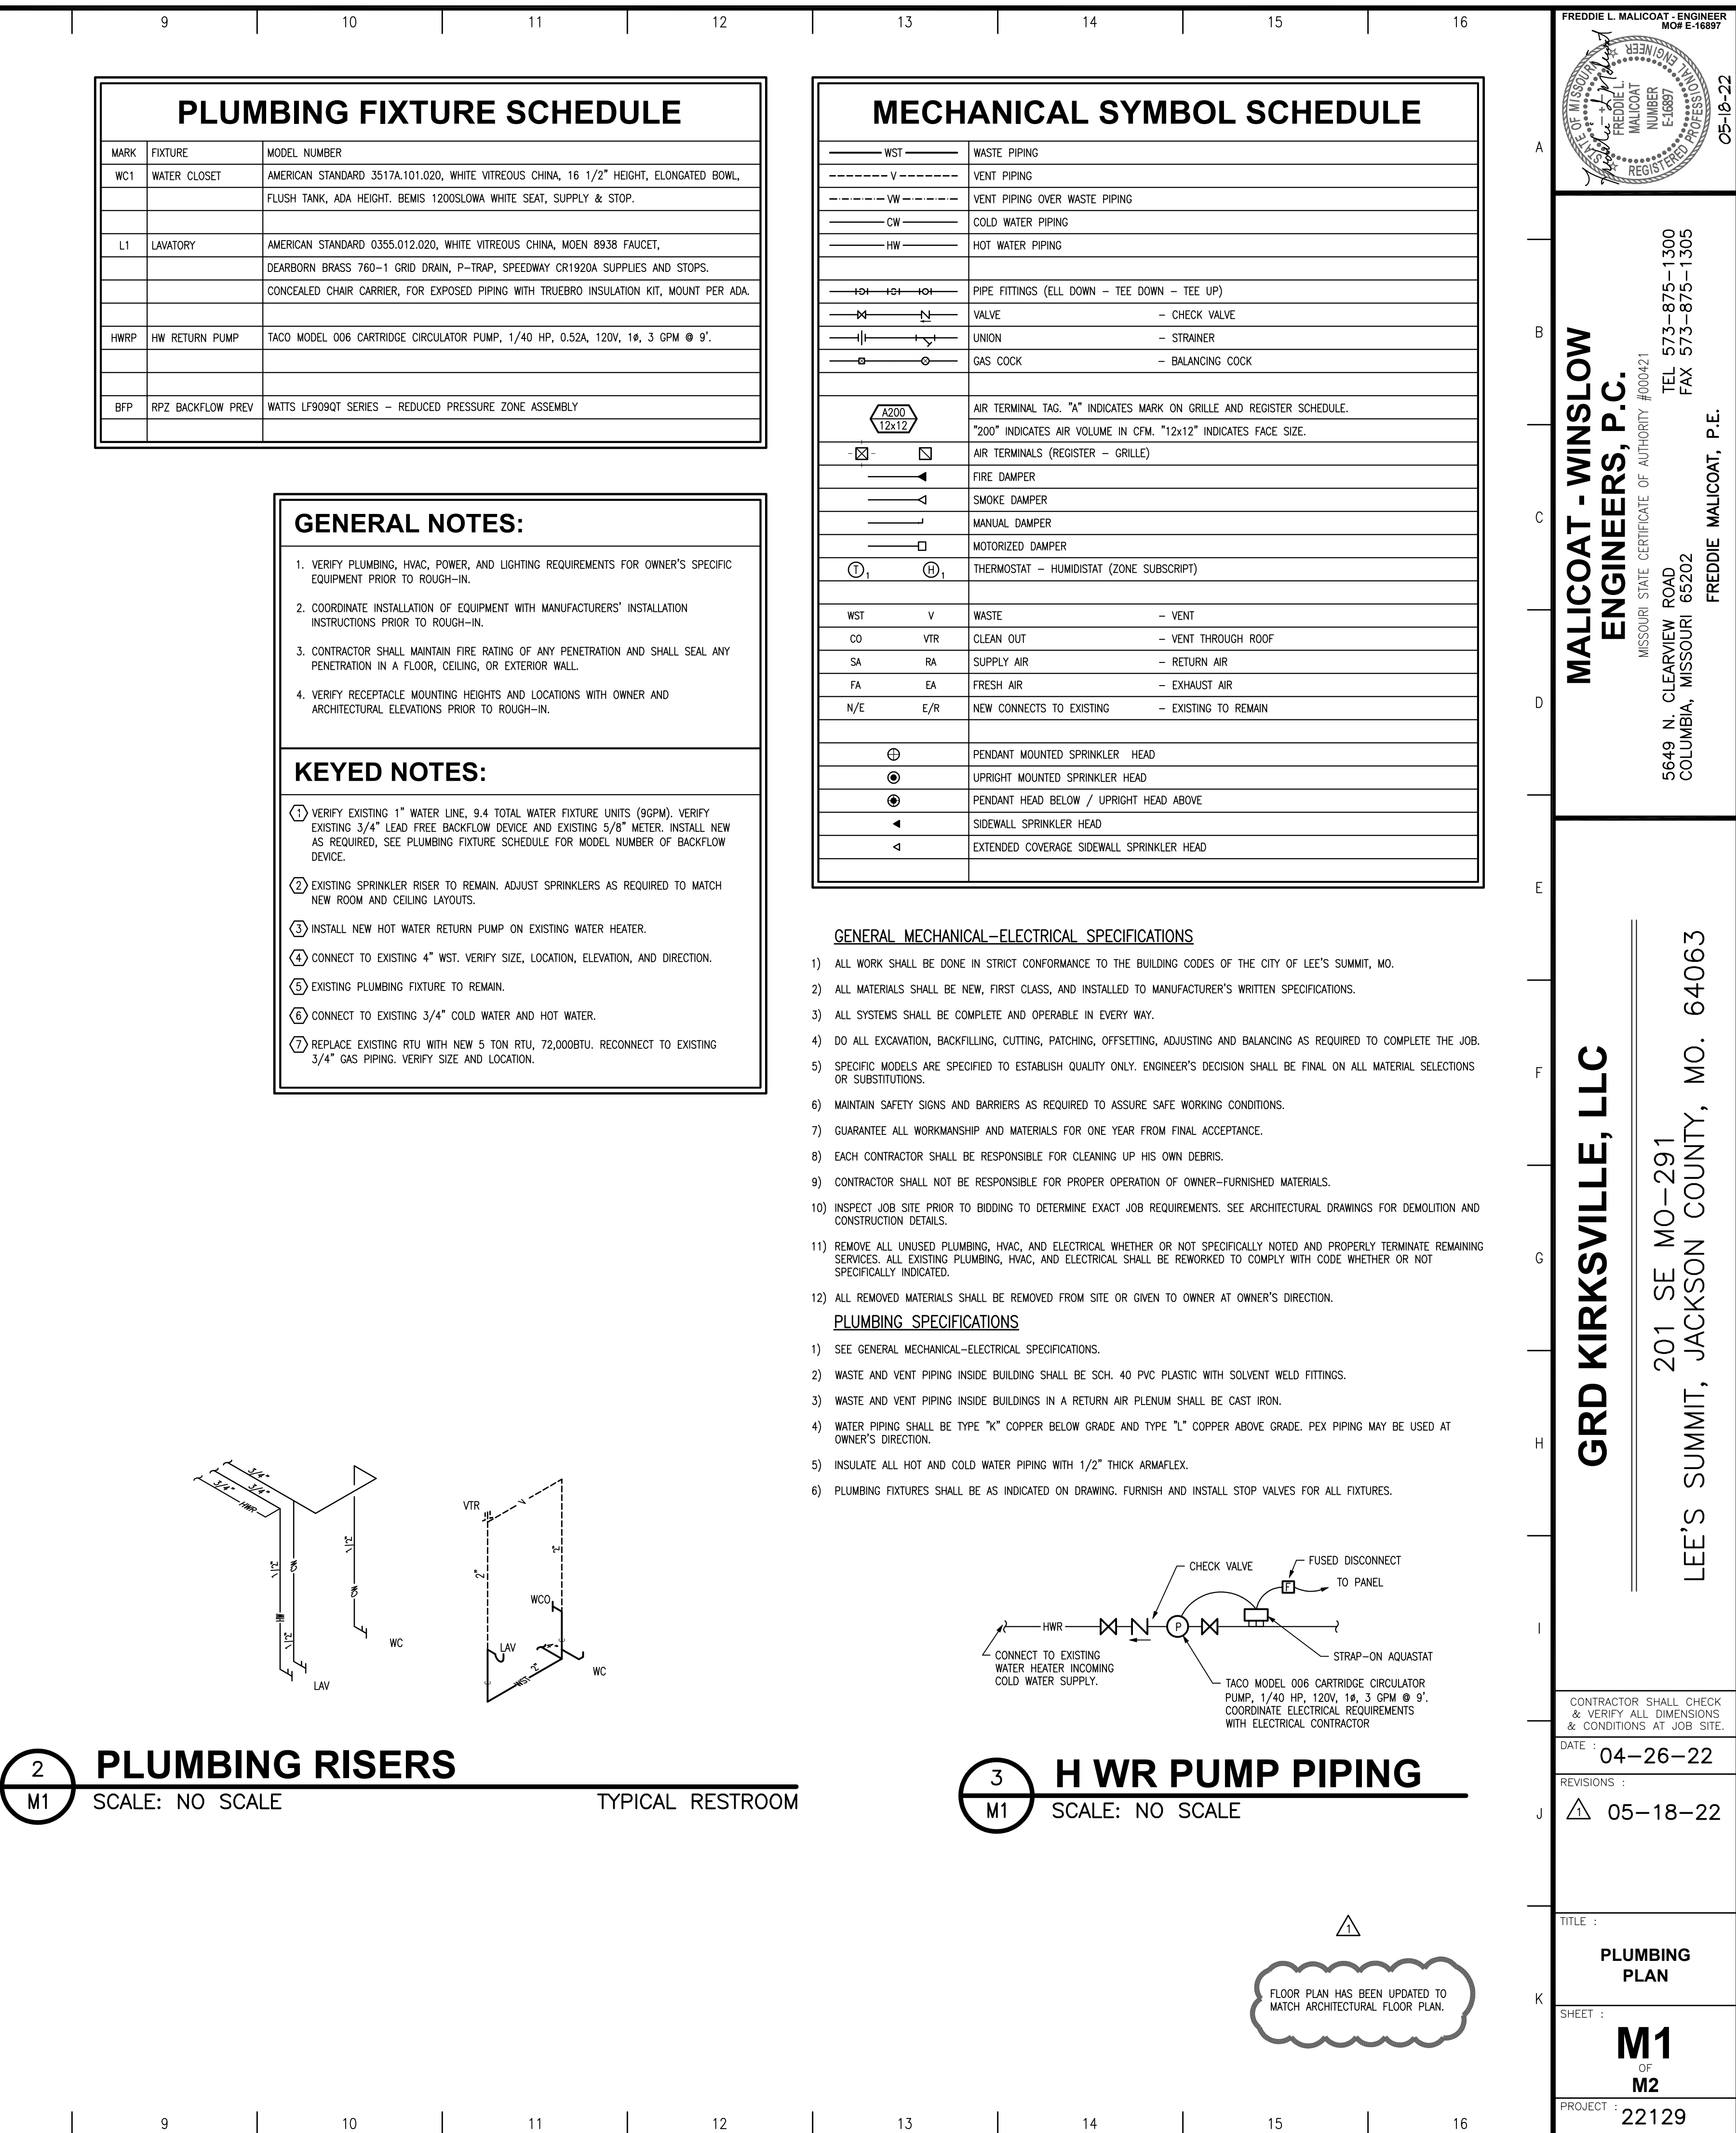 9 10 11 12 13 14 15 16
PLUMBING FIXTURE SCHEDULE
MARK FIXTURE MODEL NUMBER
WC1 WATER CLOSET AMERICAN STANDARD 3517A.101.020, WHITE VITREOUS CHINA, 16 1/2" HEIGHT, ELONGATED BOWL,
FLUSH TANK, ADA HEIGHT. BEMIS 1200SLOWA WHITE SEAT, SUPPLY & STOP.
L1 LAVATORY AMERICAN STANDARD 0355.012.020, WHITE VITREOUS CHINA, MOEN 8938 FAUCET,
DEARBORN BRASS 760-1 GRID DRAIN, P-TRAP, SPEEDWAY CR1920A SUPPLIES AND STOPS.
CONCEALED CHAIR CARRIER, FOR EXPOSED PIPING WITH TRUEBRO INSULATION KIT, MOUNT PER ADA.
HWRP HW RETURN PUMP TACO MODEL 006 CARTRIDGE CIRCULATOR PUMP, 1/40 HP, 0.52A, 120V, 1ø, 3 GPM @ 9'.
BFP RPZ BACKFLOW PREV WATTS LF909QT SERIES - REDUCED PRESSURE ZONE ASSEMBLY
GENERAL NOTES:
1. VERIFY PLUMBING, HVAC, POWER, AND LIGHTING REQUIREMENTS FOR OWNER'S SPECIFIC
EQUIPMENT PRIOR TO ROUGH-IN.
2. COORDINATE INSTALLATION OF EQUIPMENT WITH MANUFACTURERS' INSTALLATION
INSTRUCTIONS PRIOR TO ROUGH-IN.
3. CONTRACTOR SHALL MAINTAIN FIRE RATING OF ANY PENETRATION AND SHALL SEAL ANY
PENETRATION IN A FLOOR, CEILING, OR EXTERIOR WALL.
4. VERIFY RECEPTACLE MOUNTING HEIGHTS AND LOCATIONS WITH OWNER AND
ARCHITECTURAL ELEVATIONS PRIOR TO ROUGH-IN.
KEYED NOTES:
1 VERIFY EXISTING 1" WATER LINE, 9.4 TOTAL WATER FIXTURE UNITS (9GPM). VERIFY
EXISTING 3/4" LEAD FREE BACKFLOW DEVICE AND EXISTING 5/8" METER. INSTALL NEW
AS REQUIRED, SEE PLUMBING FIXTURE SCHEDULE FOR MODEL NUMBER OF BACKFLOW
DEVICE.
2 EXISTING SPRINKLER RISER TO REMAIN. ADJUST SPRINKLERS AS REQUIRED TO MATCH
NEW ROOM AND CEILING LAYOUTS.
3 INSTALL NEW HOT WATER RETURN PUMP ON EXISTING WATER HEATER.
4 CONNECT TO EXISTING 4" WST. VERIFY SIZE, LOCATION, ELEVATION, AND DIRECTION.
5 EXISTING PLUMBING FIXTURE TO REMAIN.
6 CONNECT TO EXISTING 3/4" COLD WATER AND HOT WATER.
7 REPLACE EXISTING RTU WITH NEW 5 TON RTU, 72,000BTU. RECONNECT TO EXISTING
3/4" GAS PIPING. VERIFY SIZE AND LOCATION.
MECHANICAL SYMBOL SCHEDULE
WST WASTE PIPING
V VENT PIPING
VW VENT PIPING OVER WASTE PIPING
CW COLD WATER PIPING
HW HOT WATER PIPING
PIPE FITTINGS (ELL DOWN - TEE DOWN - TEE UP)
VALVE - CHECK VALVE
UNION - STRAINER
GAS COCK - BALANCING COCK
A200 AIR TERMINAL TAG. "A" INDICATES MARK ON GRILLE AND REGISTER SCHEDULE.
12x12 "200" INDICATES AIR VOLUME IN CFM. "12x12" INDICATES FACE SIZE.
AIR TERMINALS (REGISTER - GRILLE)
FIRE DAMPER
SMOKE DAMPER
MANUAL DAMPER
MOTORIZED DAMPER
T 1 H 1 THERMOSTAT - HUMIDISTAT (ZONE SUBSCRIPT)
WST V WASTE - VENT
CO VTR CLEAN OUT - VENT THROUGH ROOF
SA RA SUPPLY AIR - RETURN AIR
FA EA FRESH AIR - EXHAUST AIR
N/E E/R NEW CONNECTS TO EXISTING - EXISTING TO REMAIN
PENDANT MOUNTED SPRINKLER HEAD
UPRIGHT MOUNTED SPRINKLER HEAD
PENDANT HEAD BELOW / UPRIGHT HEAD ABOVE
SIDEWALL SPRINKLER HEAD
EXTENDED COVERAGE SIDEWALL SPRINKLER HEAD
GENERAL MECHANICAL-ELECTRICAL SPECIFICATIONS
1) ALL WORK SHALL BE DONE IN STRICT CONFORMANCE TO THE BUILDING CODES OF THE CITY OF LEE'S SUMMIT, MO.
2) ALL MATERIALS SHALL BE NEW, FIRST CLASS, AND INSTALLED TO MANUFACTURER'S WRITTEN SPECIFICATIONS.
3) ALL SYSTEMS SHALL BE COMPLETE AND OPERABLE IN EVERY WAY.
4) DO ALL EXCAVATION, BACKFILLING, CUTTING, PATCHING, OFFSETTING, ADJUSTING AND BALANCING AS REQUIRED TO COMPLETE THE JOB.
5) SPECIFIC MODELS ARE SPECIFIED TO ESTABLISH QUALITY ONLY. ENGINEER'S DECISION SHALL BE FINAL ON ALL MATERIAL SELECTIONS
OR SUBSTITUTIONS.
6) MAINTAIN SAFETY SIGNS AND BARRIERS AS REQUIRED TO ASSURE SAFE WORKING CONDITIONS.
7) GUARANTEE ALL WORKMANSHIP AND MATERIALS FOR ONE YEAR FROM FINAL ACCEPTANCE.
8) EACH CONTRACTOR SHALL BE RESPONSIBLE FOR CLEANING UP HIS OWN DEBRIS.
9) CONTRACTOR SHALL NOT BE RESPONSIBLE FOR PROPER OPERATION OF OWNER-FURNISHED MATERIALS.
10) INSPECT JOB SITE PRIOR TO BIDDING TO DETERMINE EXACT JOB REQUIREMENTS. SEE ARCHITECTURAL DRAWINGS FOR DEMOLITION AND
CONSTRUCTION DETAILS.
11) REMOVE ALL UNUSED PLUMBING, HVAC, AND ELECTRICAL WHETHER OR NOT SPECIFICALLY NOTED AND PROPERLY TERMINATE REMAINING
SERVICES. ALL EXISTING PLUMBING, HVAC, AND ELECTRICAL SHALL BE REWORKED TO COMPLY WITH CODE WHETHER OR NOT
SPECIFICALLY INDICATED.
12) ALL REMOVED MATERIALS SHALL BE REMOVED FROM SITE OR GIVEN TO OWNER AT OWNER'S DIRECTION.
PLUMBING SPECIFICATIONS
1) SEE GENERAL MECHANICAL-ELECTRICAL SPECIFICATIONS.
2) WASTE AND VENT PIPING INSIDE BUILDING SHALL BE SCH. 40 PVC PLASTIC WITH SOLVENT WELD FITTINGS.
3) WASTE AND VENT PIPING INSIDE BUILDINGS IN A RETURN AIR PLENUM SHALL BE CAST IRON.
4) WATER PIPING SHALL BE TYPE "K" COPPER BELOW GRADE AND TYPE "L" COPPER ABOVE GRADE. PEX PIPING MAY BE USED AT
OWNER'S DIRECTION.
5) INSULATE ALL HOT AND COLD WATER PIPING WITH 1/2" THICK ARMAFLEX.
6) PLUMBING FIXTURES SHALL BE AS INDICATED ON DRAWING. FURNISH AND INSTALL STOP VALVES FOR ALL FIXTURES.
3/4"
3/4" 3/4"
HWR
1/2" CW
1/2"
CW
HW
1/2"
WC
LAV
VTR
V
2" 2"
WCO
LAV 4"
WST 2"
WC
2
M1
PLUMBING RISERS
SCALE: NO SCALE TYPICAL RESTROOM
CHECK VALVE
FUSED DISCONNECT
F TO PANEL
HWR P
CONNECT TO EXISTING
WATER HEATER INCOMING
COLD WATER SUPPLY.
STRAP-ON AQUASTAT
TACO MODEL 006 CARTRIDGE CIRCULATOR
PUMP, 1/40 HP, 120V, 1ø, 3 GPM @ 9'.
COORDINATE ELECTRICAL REQUIREMENTS
WITH ELECTRICAL CONTRACTOR
3
M1
H WR PUMP PIPING
SCALE: NO SCALE
1
FLOOR PLAN HAS BEEN UPDATED TO
MATCH ARCHITECTURAL FLOOR PLAN.
A
B
C
D
E
F
G
H
I
J
K
FREDDIE L. MALICOAT - ENGINEER
MO# E-16897
STATE OF MISSOURI
FREDDIE L.
MALICOAT
NUMBER
E-16897
REGISTERED PROFESSIONAL ENGINEER
05-18-22
MALICOAT - WINSLOW
ENGINEERS, P.C.
MISSOURI STATE CERTIFICATE OF AUTHORITY #000421
5649 N. CLEARVIEW ROAD TEL 573-875-1300
COLUMBIA, MISSOURI 65202 FAX 573-875-1305
FREDDIE MALICOAT, P.E.
GRD KIRKSVILLE, LLC
201 SE MO-291
LEE'S SUMMIT, JACKSON COUNTY, MO. 64063
CONTRACTOR SHALL CHECK
& VERIFY ALL DIMENSIONS
& CONDITIONS AT JOB SITE.
DATE : 04-26-22
REVISIONS :
1 05-18-22
TITLE :
PLUMBING
PLAN
SHEET :
M1
OF
M2
PROJECT : 22129
9 10 11 12 13 14 15 16